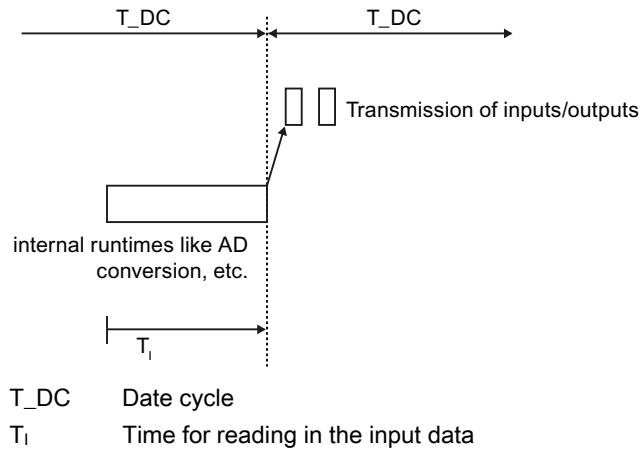 T_DC T_DC
Transmission of inputs/outputs
internal runtimes like AD
conversion, etc.
TI
T_DC Date cycle
TI Time for reading in the input data